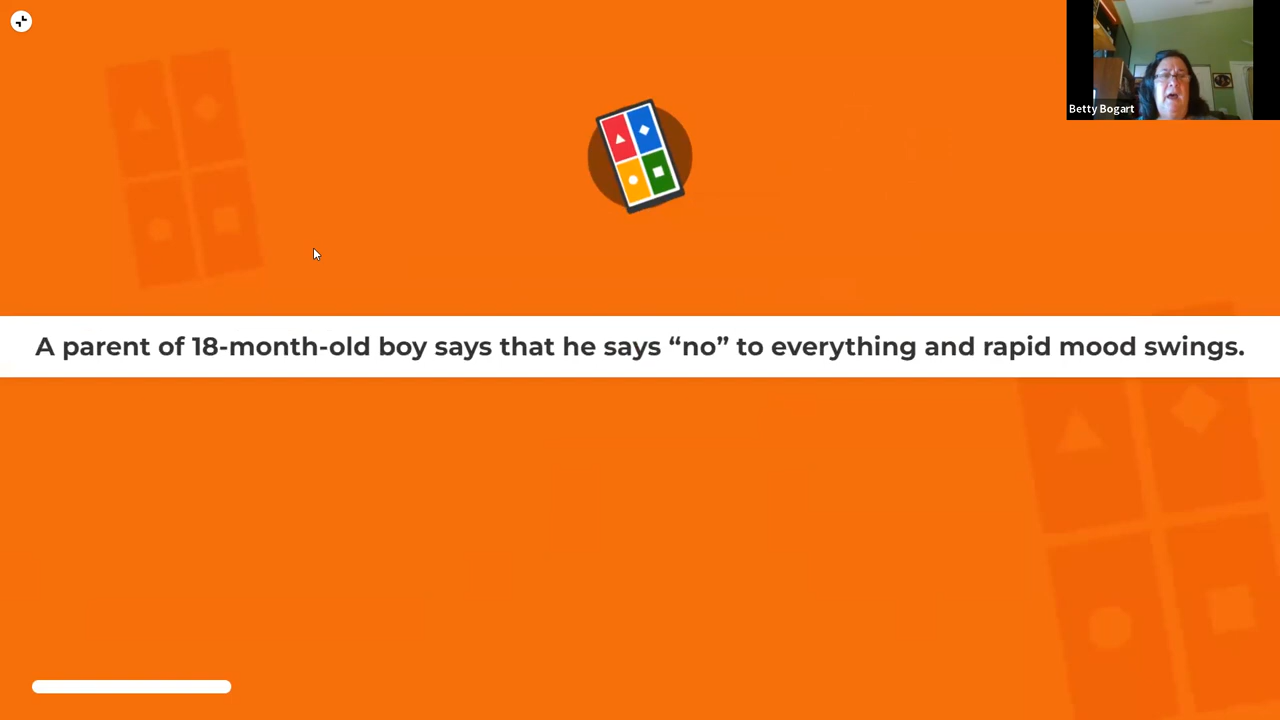 Betty Bogart
A parent of 18-month-old boy says that he says “no” to everything and rapid mood swings.